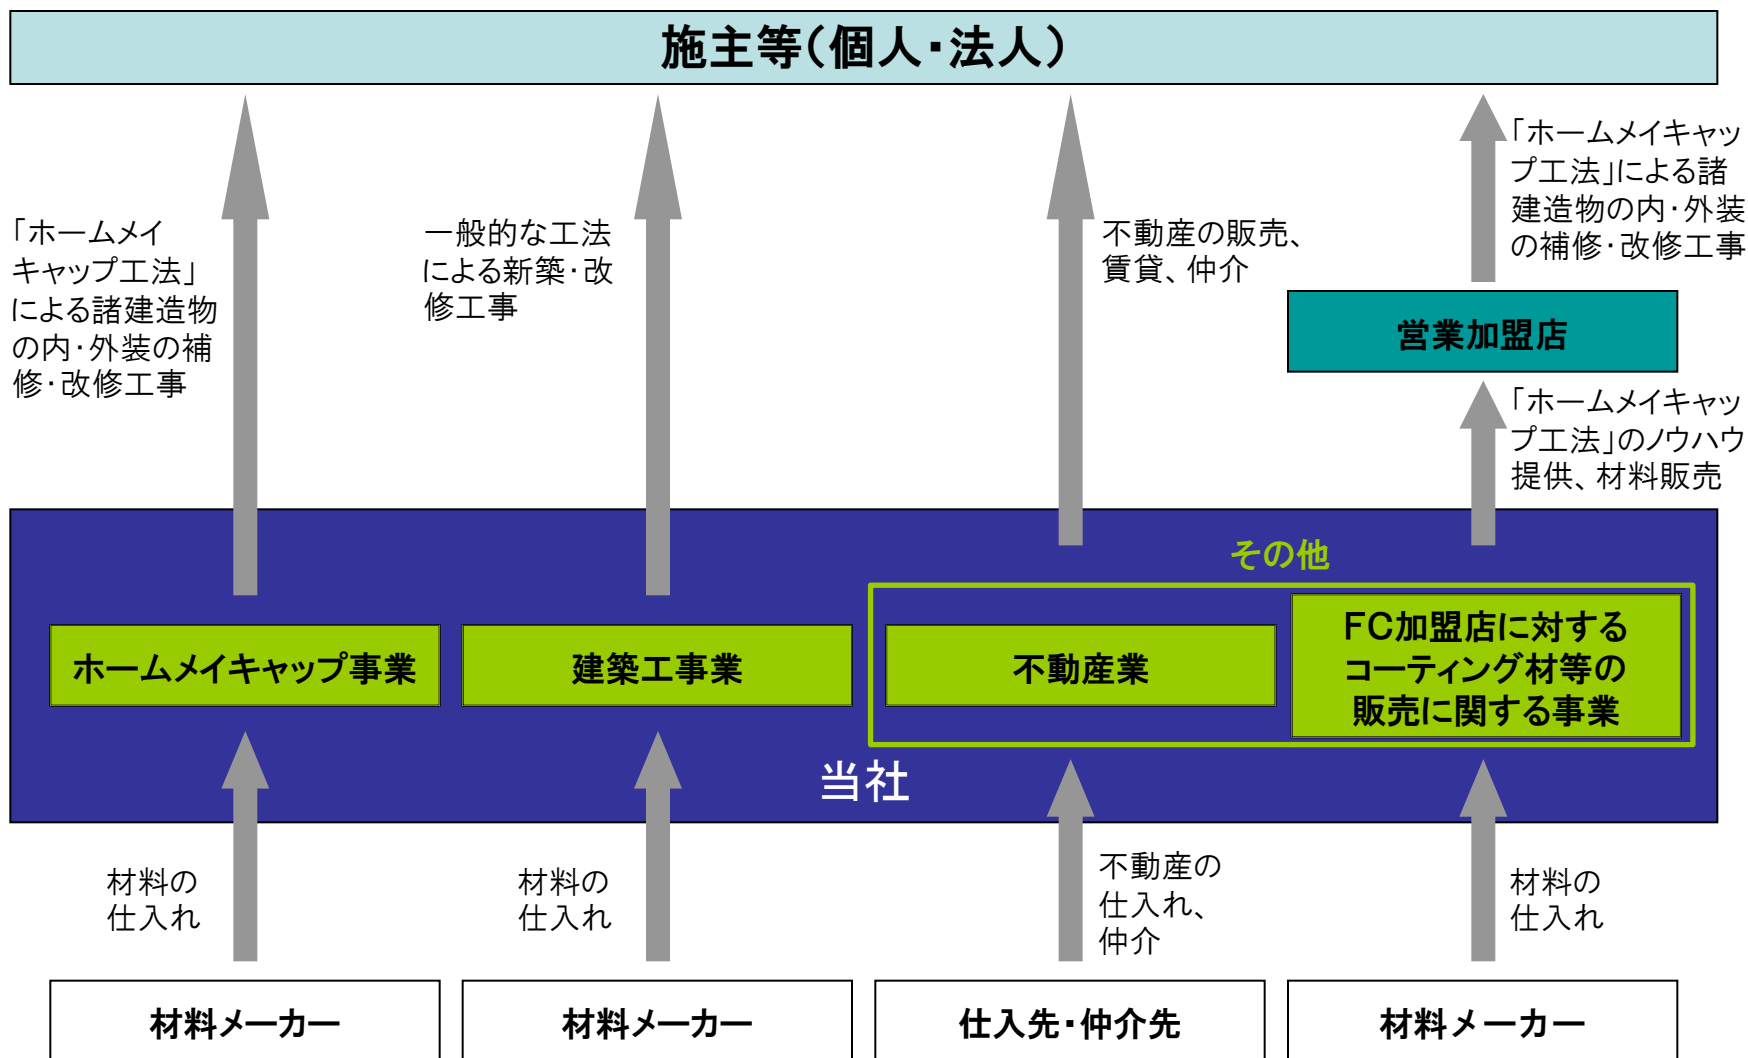 施主等（個人・法人）
「ホームメイ
キャップ工法」
による諸建造物
の内・外装の補
修・改修工事
一般的な工法
による新築・改
修工事
不動産の販売、
賃貸、仲介
「ホームメイキャッ
プ工法」による諸
建造物の内・外装
の補修・改修工事
営業加盟店
「ホームメイキャッ
プ工法」のノウハウ
提供、材料販売
その他
ホームメイキャップ事業
建築工事業
不動産業
FC加盟店に対する
コーティング材等の
販売に関する事業
当社
材料の
仕入れ
材料の
仕入れ
不動産の
仕入れ、
仲介
材料の
仕入れ
材料メーカー
材料メーカー
仕入先・仲介先
材料メーカー